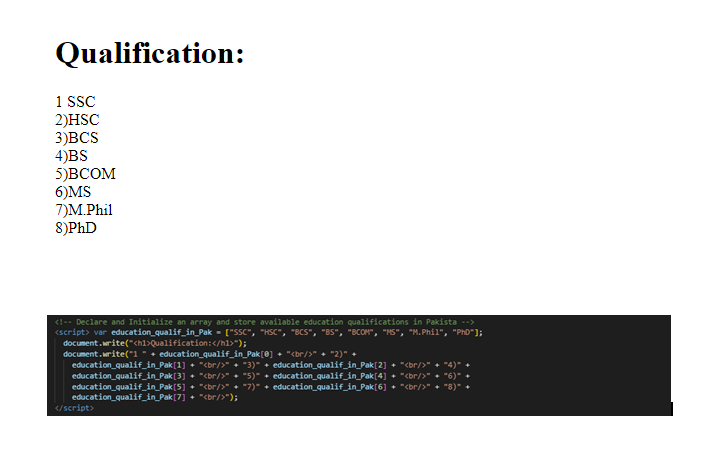 Qualification:
1 SSC
2)HSC
3)BCS
4)BS
5)BCOM
6)MS
7)M.Phil
8)PhD
<!-- Declare and Initialize an array and store available education qualifications in Pakista -->
<script> var education_qualif_in_Pak = ["SSC", "HSC", "BCS", "BS", "BCOM", "MS", "M.Phil", "PhD"];
document.write("<h1>Qualification:</h1>");
document.write("1 " + education_qualif_in_Pak[0] + "<br/>" + "2)" +
education_qualif_in_Pak[1] + "<br/>" + "3)" + education_qualif_in_Pak[2] + "<br/>" + "4)" +
education_qualif_in_Pak[3] + "<br/>" + "5)" + education_qualif_in_Pak[4] + "<br/>" + "6)" +
education_qualif_in_Pak[5] + "<br/>" + "7)" + education_qualif_in_Pak[6] + "<br/>" + "8)" +
education_qualif_in_Pak[7] + "<br/>");
</script>